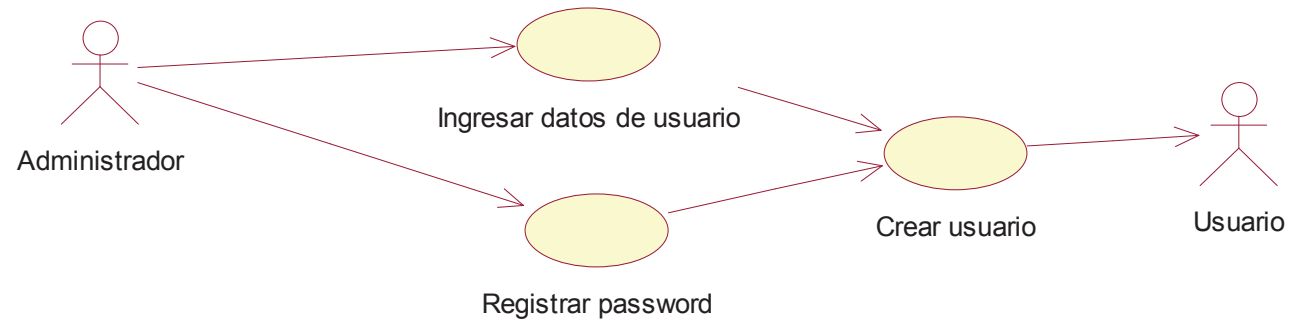 Ingresar datos de usuario
Administrador
Crear usuario
Usuario
Registrar password